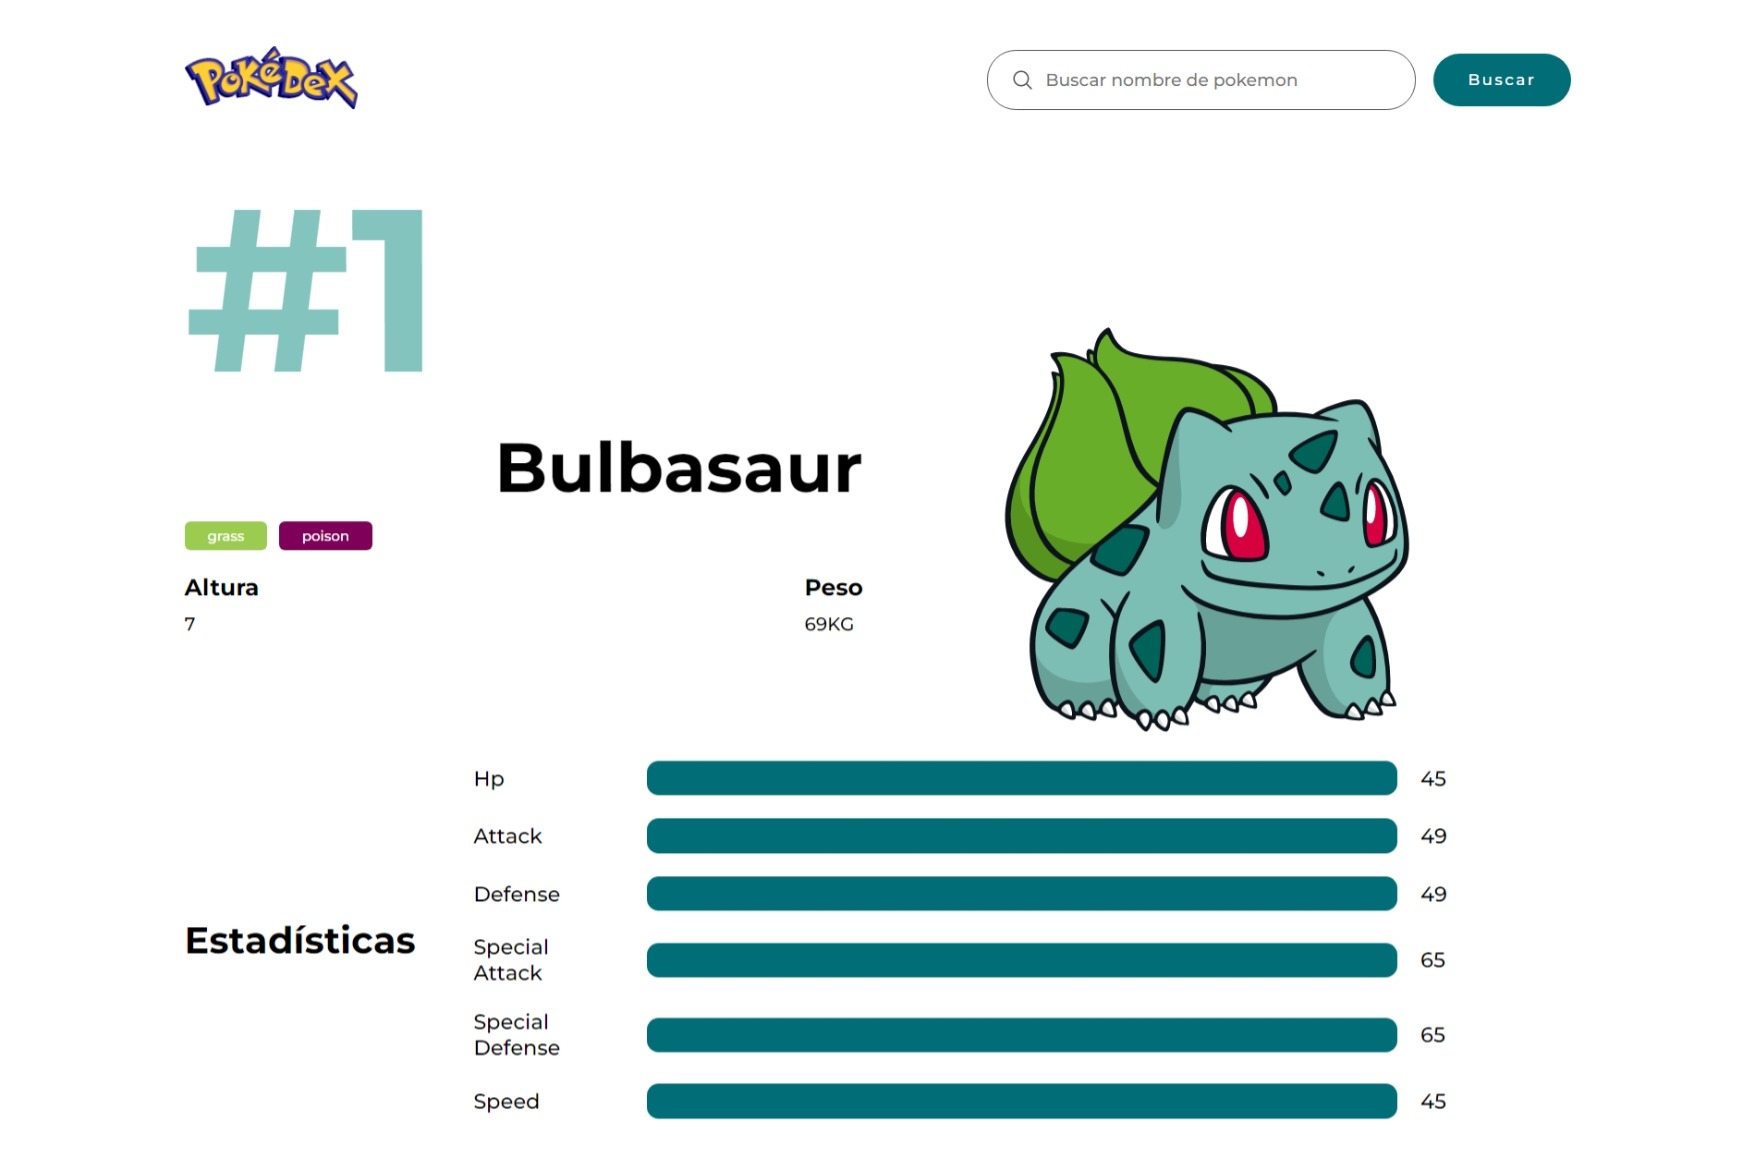 PokéDex
Buscar nombre de pokemon
Buscar
#1
Bulbasaur
grass
poison
Altura
7
Peso
69KG
Estadísticas
Hp
45
Attack
49
Defense
49
Special
Attack
65
Special
Defense
65
Speed
45